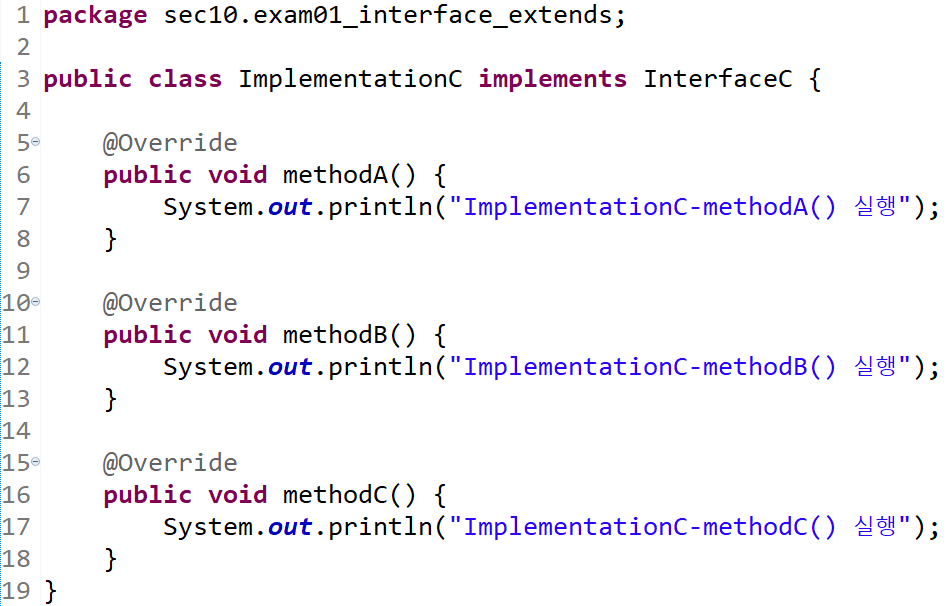 1 package sec10.exam01_interface_extends;
2
3 public class ImplementationC implements InterfaceC {
4
5 @Override
6 public void methodA() {
7 System.out.println("ImplementationC-methodA() 실행");
8 }
9
10 @Override
11 public void methodB() {
12 System.out.println("ImplementationC-methodB() 실행");
13 }
14
15 @Override
16 public void methodC() {
17 System.out.println("ImplementationC-methodC() 실행");
18 }
19 }